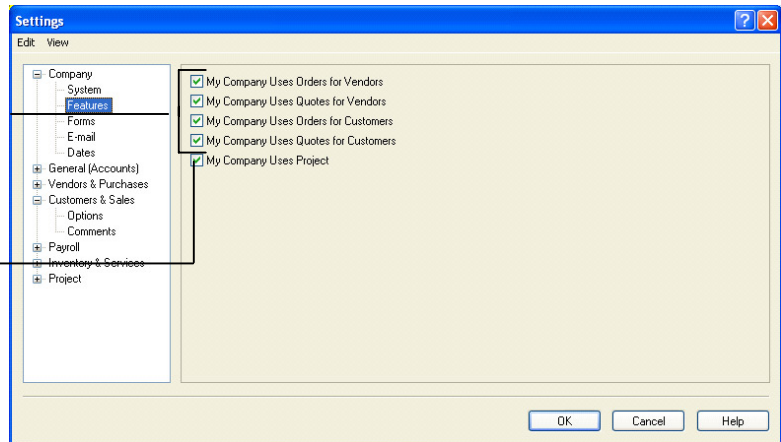 Settings
Edit View
Company
System
Features
Forms
E-mail
Dates
General (Accounts)
Vendors & Purchases
Customers & Sales
Options
Comments
Payroll
Inventory & Services
Project
My Company Uses Orders for Vendors
My Company Uses Quotes for Vendors
My Company Uses Orders for Customers
My Company Uses Quotes for Customers
My Company Uses Project
OK Cancel Help